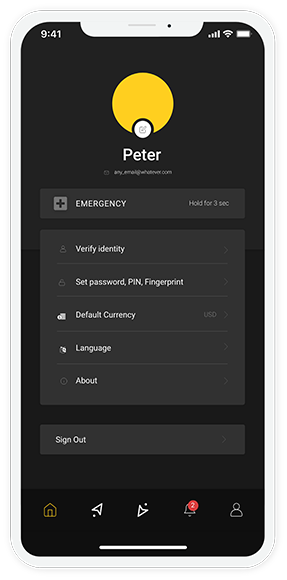 9:41
Peter
any_email@whatever.com
EMERGENCY Hold for 3 sec
Verify identity
Set password, PIN, Fingerprint
Default Currency USD
Language
About
Sign Out
2